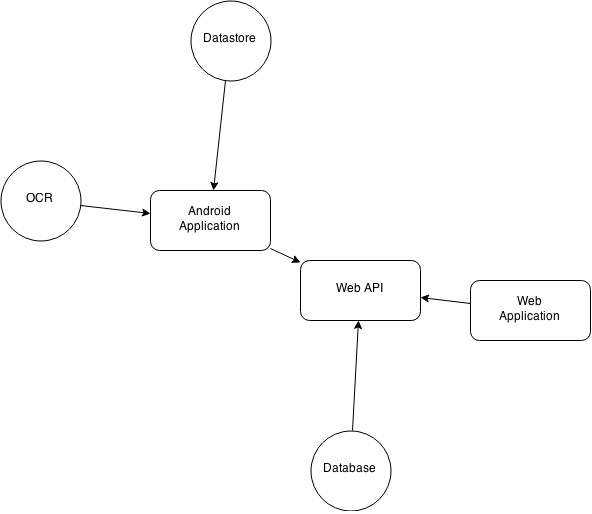 Datastore
OCR
Android
Application
Web API
Web
Application
Database